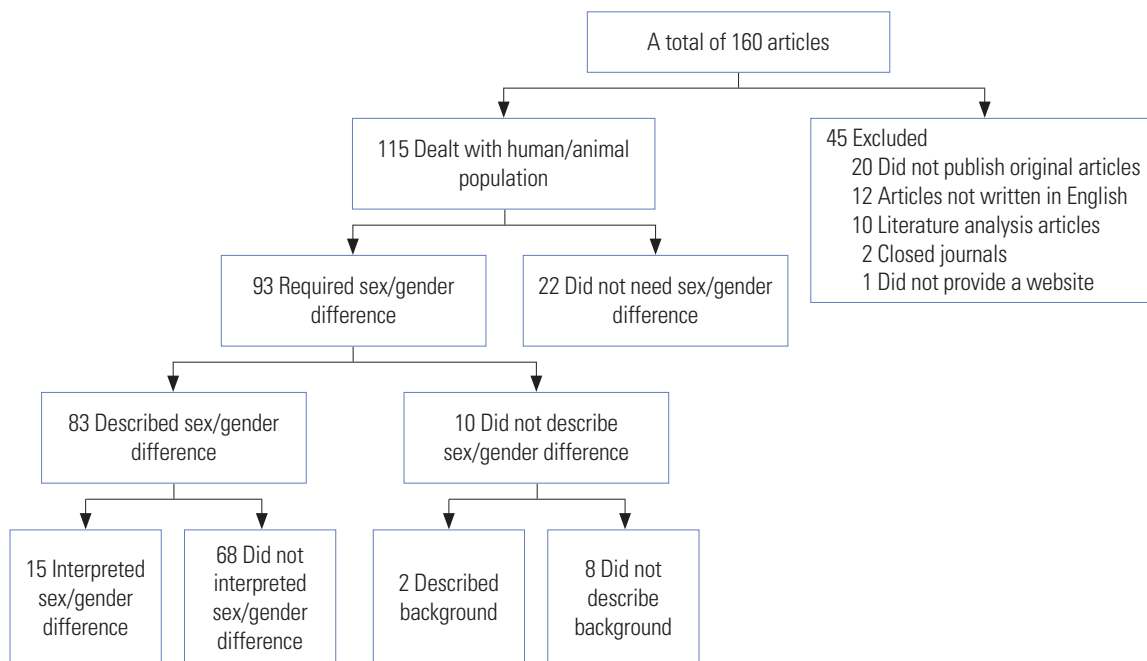 A total of 160 articles
115 Dealt with human/animal
population
45 Excluded
20 Did not publish original articles
12 Articles not written in English
10 Literature analysis articles
2 Closed journals
1 Did not provide a website
93 Required sex/gender
difference
22 Did not need sex/gender
difference
83 Described sex/gender
difference
10 Did not describe
sex/gender difference
15 Interpreted
sex/gender
difference
68 Did not
interpreted
sex/gender
difference
2 Described
background
8 Did not
describe
background